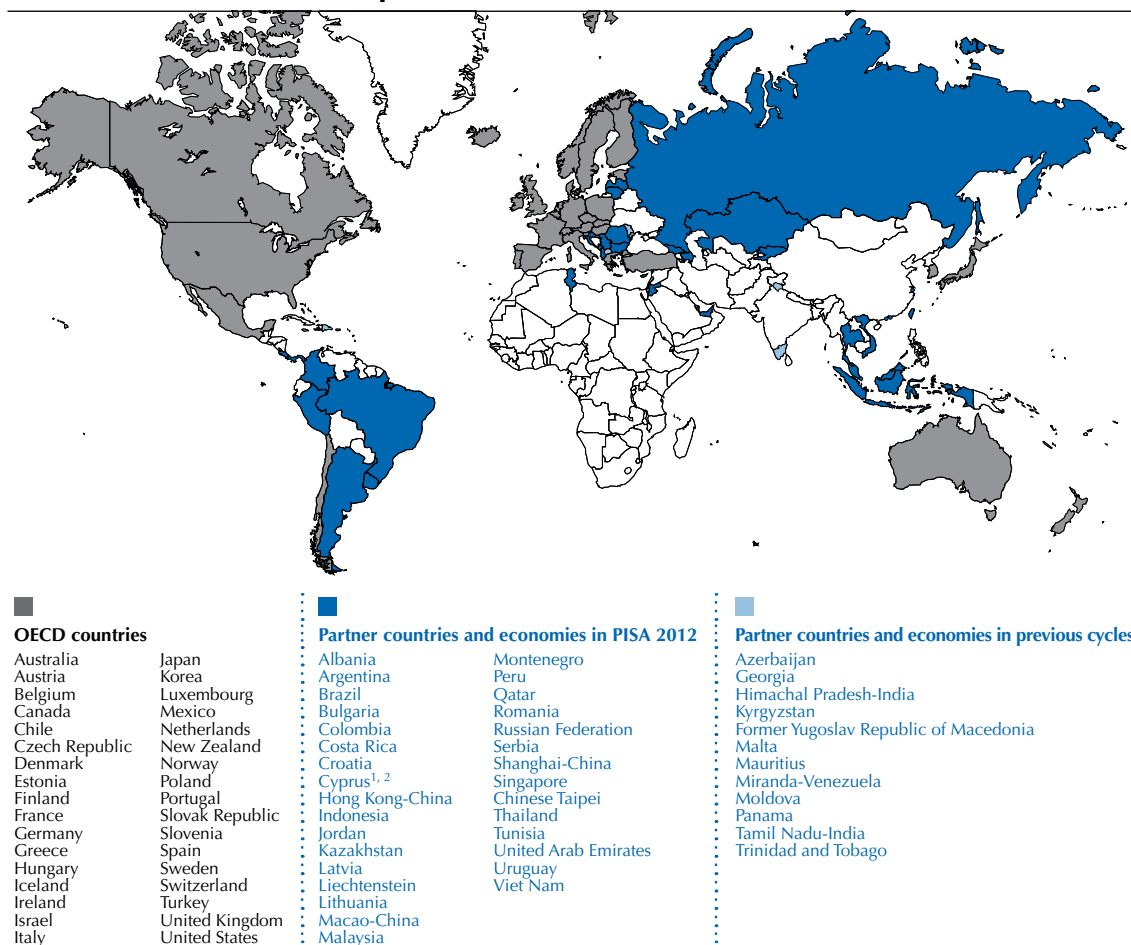 OECD countries
Australia
Austria
Belgium
Canada
Chile
Czech Republic
Denmark
Estonia
Finland
France
Germany
Greece
Hungary
Iceland
Ireland
Israel
Italy
Japan
Korea
Luxembourg
Mexico
Netherlands
New Zealand
Norway
Poland
Portugal
Slovak Republic
Slovenia
Spain
Sweden
Switzerland
Turkey
United Kingdom
United States
Partner countries and economies in PISA 2012
Albania
Argentina
Brazil
Bulgaria
Colombia
Costa Rica
Croatia
Cyprus1, 2
Hong Kong-China
Indonesia
Jordan
Kazakhstan
Latvia
Liechtenstein
Lithuania
Macao-China
Malaysia
Montenegro
Peru
Qatar
Romania
Russian Federation
Serbia
Shanghai-China
Singapore
Chinese Taipei
Thailand
Tunisia
United Arab Emirates
Uruguay
Viet Nam
Partner countries and economies in previous cycles
Azerbaijan
Georgia
Himachal Pradesh-India
Kyrgyzstan
Former Yugoslav Republic of Macedonia
Malta
Mauritius
Miranda-Venezuela
Moldova
Panama
Tamil Nadu-India
Trinidad and Tobago